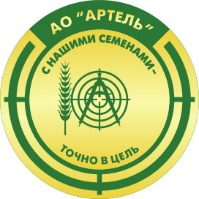 АО "АРТЕЛЬ"
С НАШИМИ СЕМЕНАМИ-
А
ТОЧНО В ЦЕЛЬ